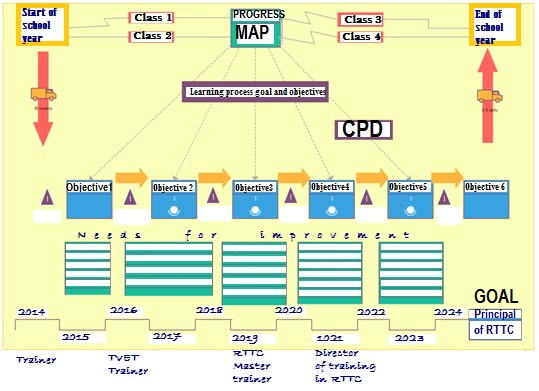 Start of
school
year
Class 1
Class 2
PROGRESS
MAP
Class 3
Class 4
End of
school
year
Learning process goal and objectives
CPD
Objective1
Objective 2
Objective3
Objective4
Objective5
Objective 6
Needs for improvement
2014
2016
2018
2020
2022
2024
2015
2017
2019
1021
2023
GOAL
Principal
of RTTC
Trainer
TVET
Trainer
RTTC
Master
trainer
Director
of training
in RTTC